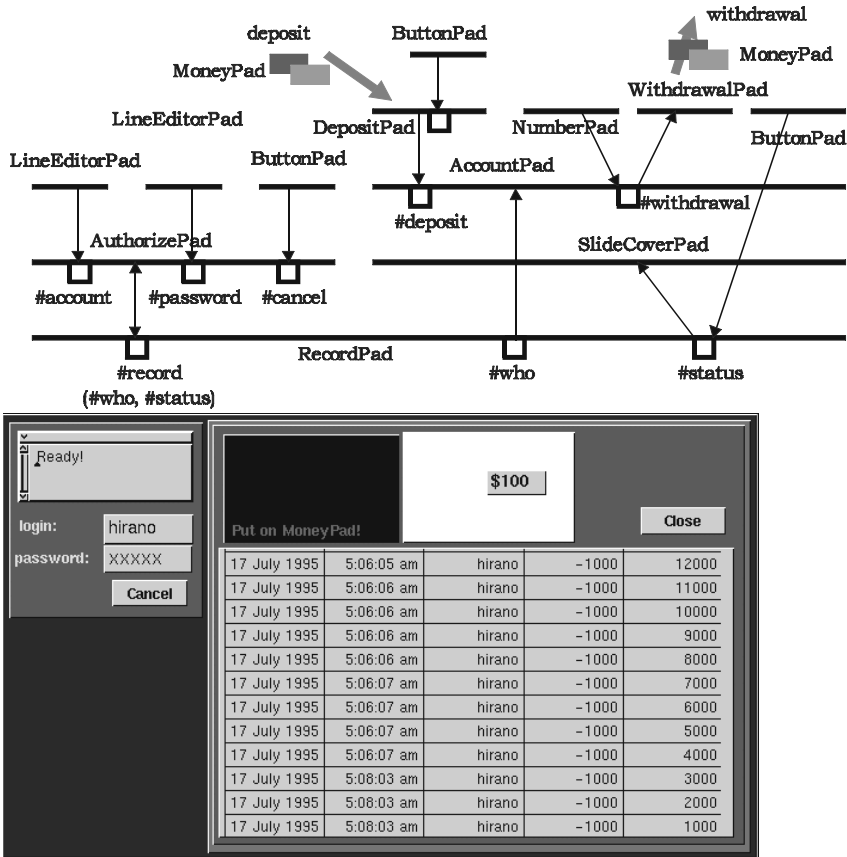 withdrawal
deposit
ButtonPad
MoneyPad
MoneyPad
WithdrawalPad
LineEditorPad
DepositPad
NumberPad
ButtonPad
LineEditorPad
ButtonPad
AccountPad
#deposit
#withdrawal
AuthorizePad
SlideCoverPad
#account
#password
#cancel
RecordPad
#record
#who
#status
(#who, #status)
Ready!
$100
login:
hirano
Put on MoneyPad!
Close
password:
XXXXX
Cancel
17 July 1995 5:06:05 am hirano -1000 12000
17 July 1995 5:06:06 am hirano -1000 11000
17 July 1995 5:06:06 am hirano -1000 10000
17 July 1995 5:06:06 am hirano -1000 9000
17 July 1995 5:06:06 am hirano -1000 8000
17 July 1995 5:06:07 am hirano -1000 7000
17 July 1995 5:06:07 am hirano -1000 6000
17 July 1995 5:06:07 am hirano -1000 5000
17 July 1995 5:06:07 am hirano -1000 4000
17 July 1995 5:08:03 am hirano -1000 3000
17 July 1995 5:08:03 am hirano -1000 2000
17 July 1995 5:08:03 am hirano -1000 1000